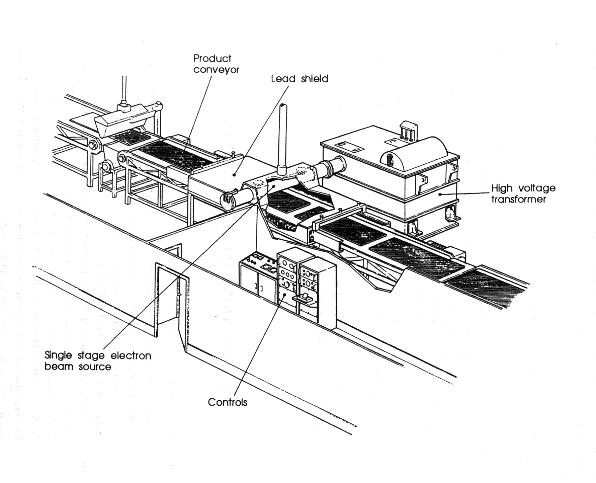 Product
conveyor
Lead shield
High voltage
transformer
Single stage electron
beam source
Controls